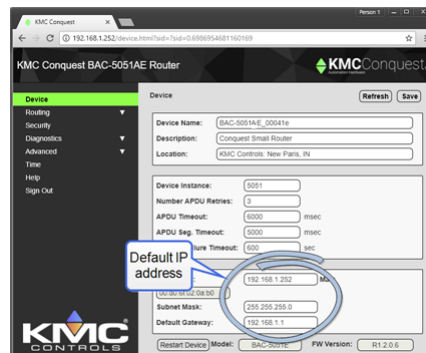 Person 1
KMC Conquest
192.168.1.252/device.html?sid=?sid=0.6986954681160169
KMC Conquest BAC-5051AE Router
KMCConquest
Device
Routing
Security
Diagnostics
Advanced
Time
Help
Sign Out
Device
Refresh
Save
Device Name: BAC-5051AE_00041e
Description: Conquest Small Router
Location: KMC Controls: New Paris, IN
Device Instance: 5051
Number APDU Retries: 3
APDU Timeout: 6000 msec
APDU Seg. Timeout: 5000 msec
Timeout: 600 sec
Default IP
address
192.168.1.252
Subnet Mask: 255.255.255.0
Default Gateway: 192.168.1.1
Restart Device Model: BAC-5051E FW Version: R1.2.0.6
KMC
CONTROLS